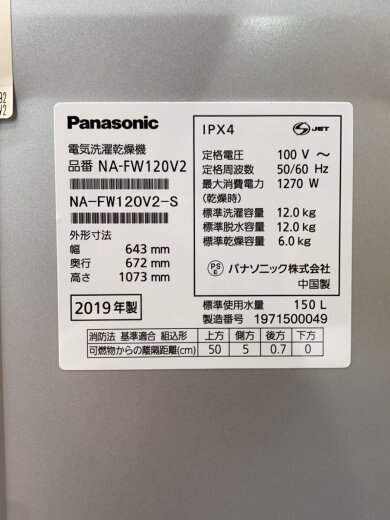 92
V2
Panasonic
電気洗濯乾燥機
品番 NA-FW120V2
NA-FW120V2-S
外形寸法
幅 643 mm
奥行 672 mm
高さ 1073 mm
2019年製
IPX4
S JET
定格電圧 100 V ～
定格周波数 50/60 Hz
最大消費電力 1270 W
(乾燥時)
標準洗濯容量 12.0 kg
標準脱水容量 12.0 kg
標準乾燥容量 6.0 kg
PSE パナソニック株式会社
中国製
標準使用水量 150 L
製造番号 1971500049
消防法 基準適合 組込形 上方 側方 後方 下方
可燃物からの離隔距離(cm) 50 5 0.7 0